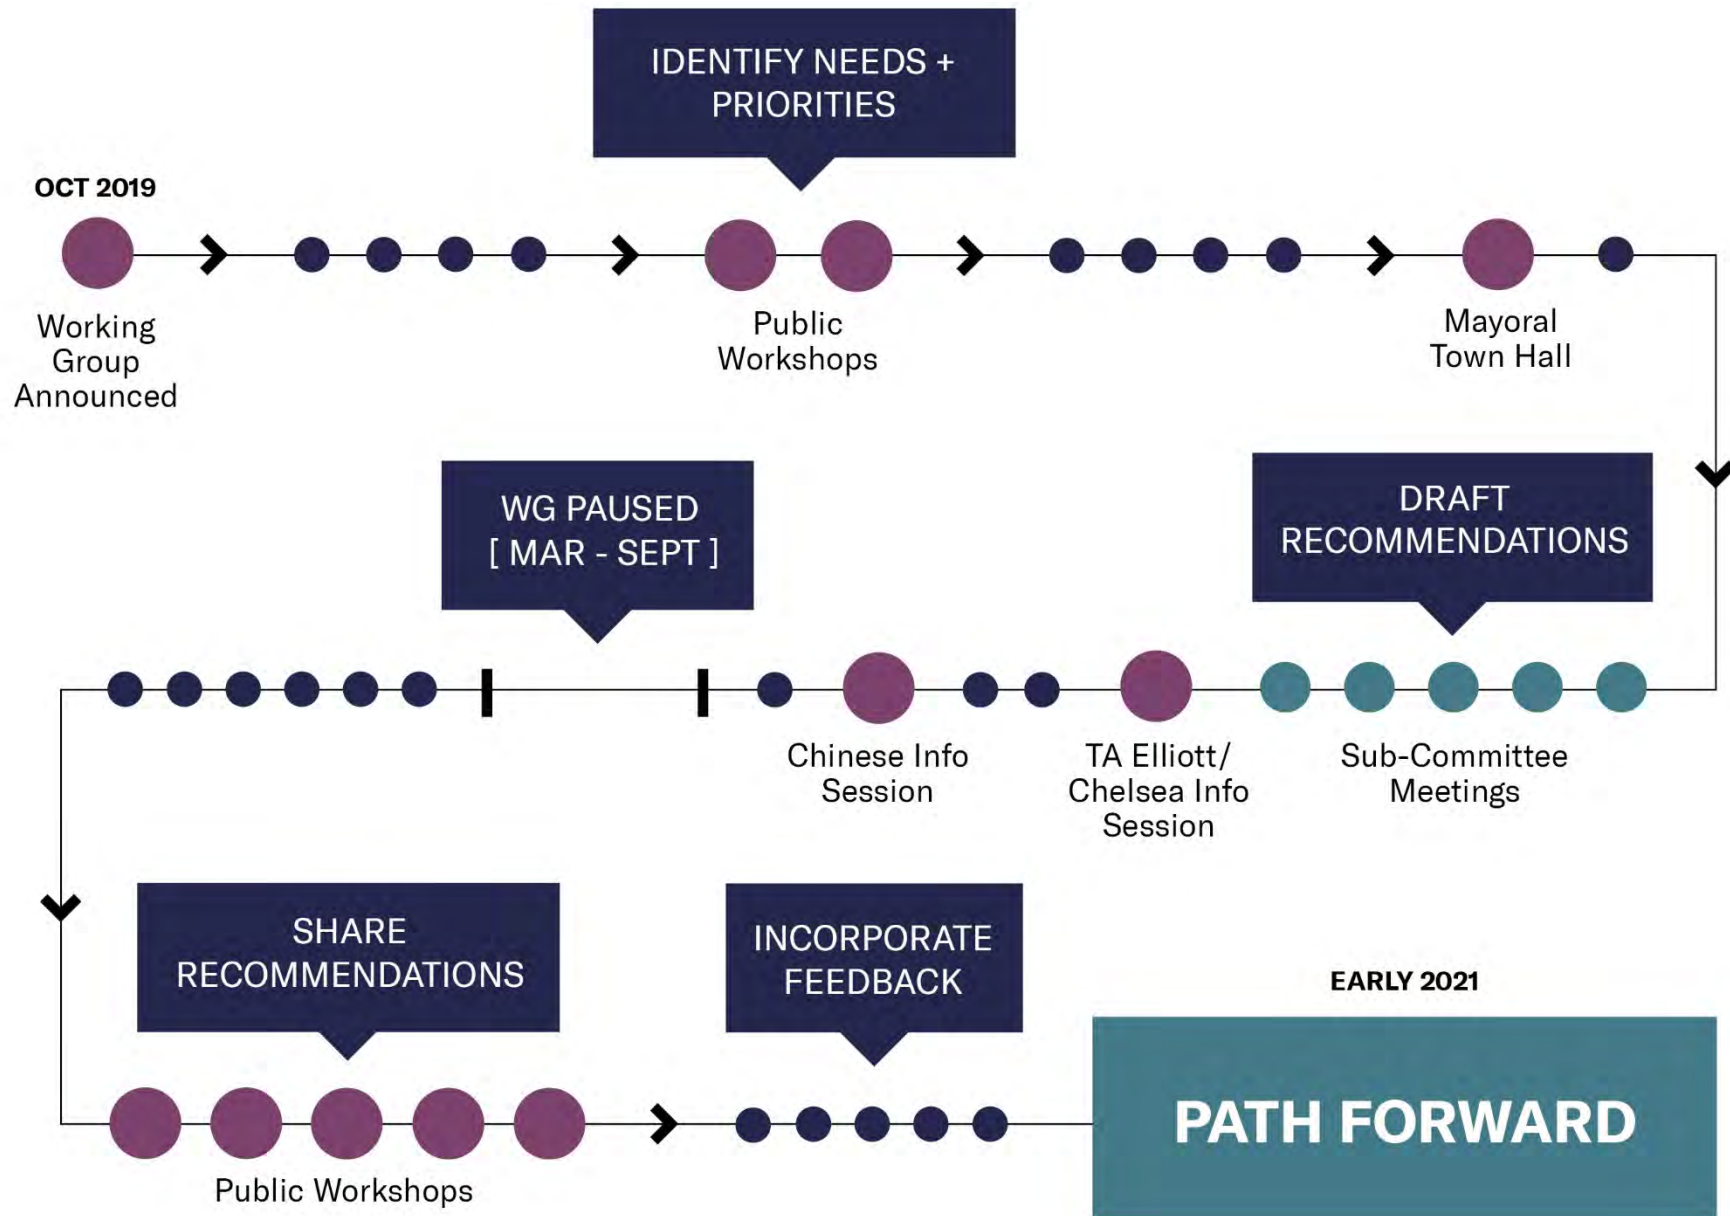 IDENTIFY NEEDS +
PRIORITIES
OCT 2019
Working
Group
Announced
Public
Workshops
Mayoral
Town Hall
DRAFT
RECOMMENDATIONS
Sub-Committee
Meetings
TA Elliott/
Chelsea Info
Session
Chinese Info
Session
WG PAUSED
[ MAR - SEPT ]
SHARE
RECOMMENDATIONS
Public Workshops
INCORPORATE
FEEDBACK
EARLY 2021
PATH FORWARD